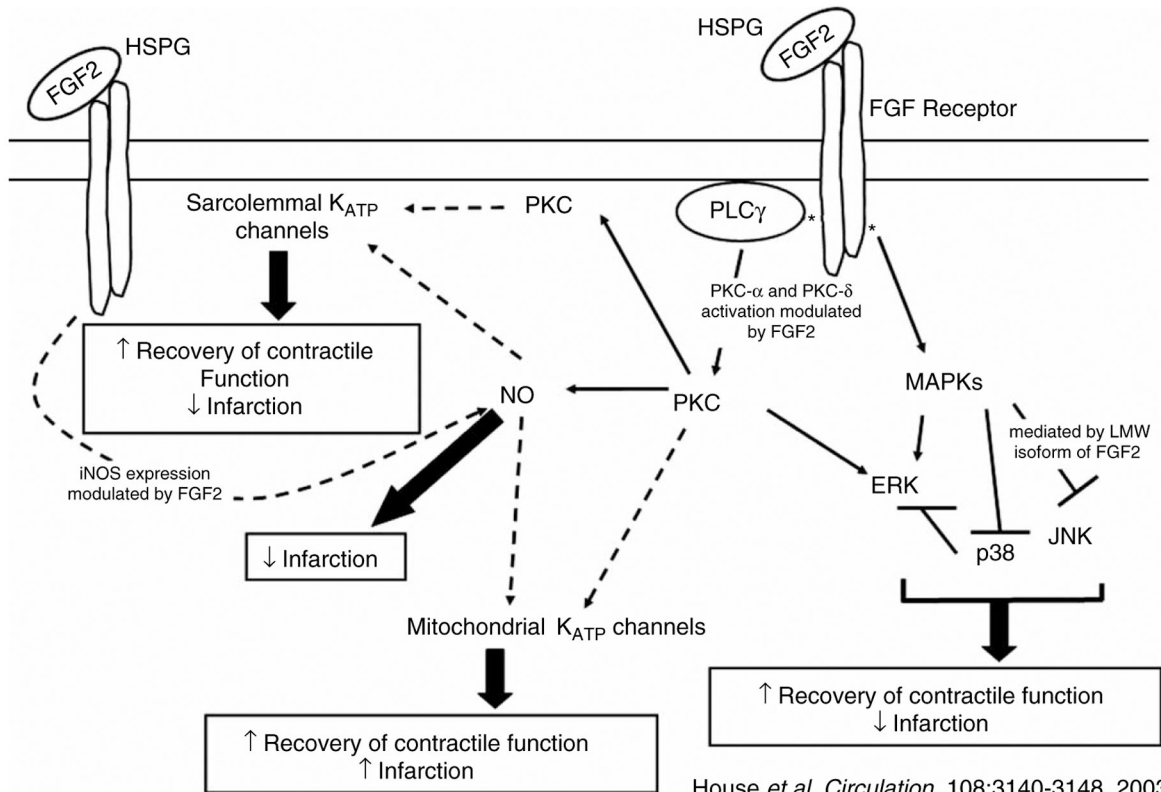 HSPG
FGF2
HSPG
FGF2
FGF Receptor
Sarcolemmal K_ATP
channels
PKC
PLCγ
*
*
PKC-α and PKC-δ
activation modulated
by FGF2
↑ Recovery of contractile
Function
↓ Infarction
NO
PKC
MAPKs
mediated by LMW
isoform of FGF2
iNOS expression
modulated by FGF2
ERK
JNK
p38
↓ Infarction
Mitochondrial K_ATP channels
↑ Recovery of contractile function
↓ Infarction
↑ Recovery of contractile function
↑ Infarction
House et al. Circulation. 108:3140-3148, 2003